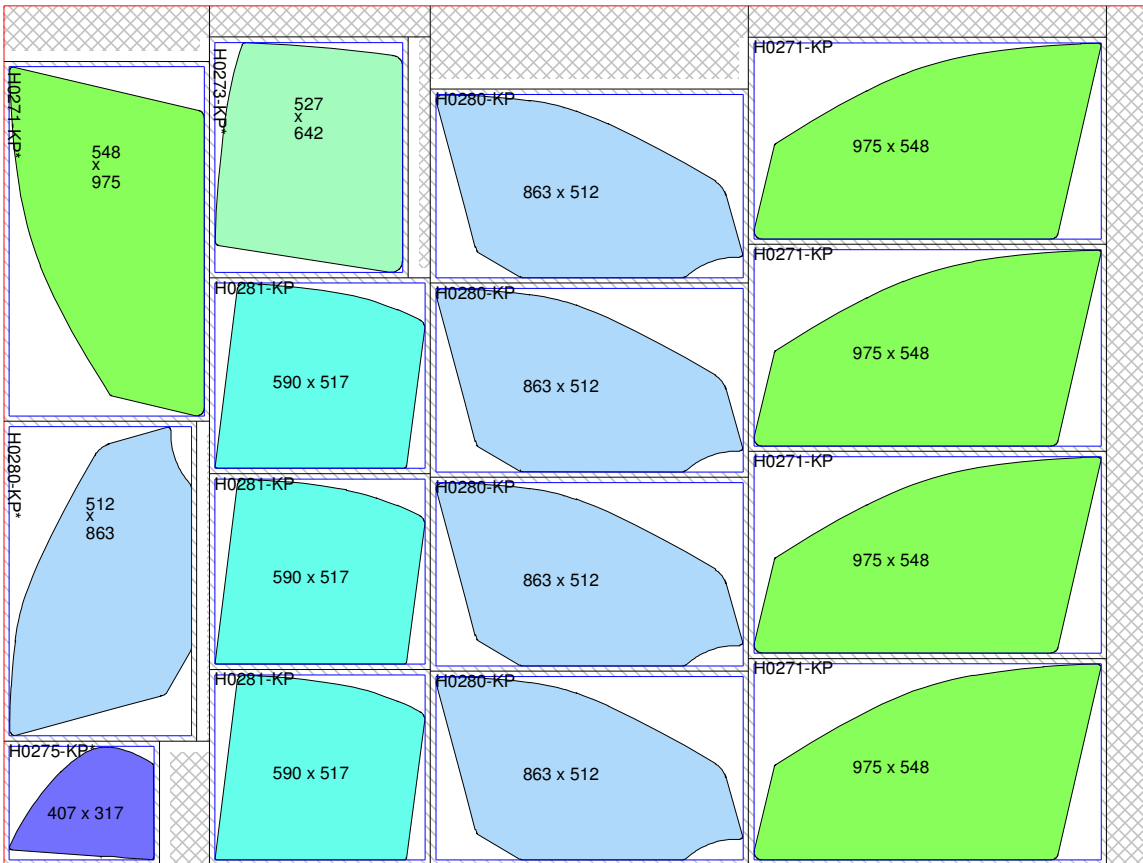 H0271-KP*
548
x
975
H0280-KP*
512
x
863
H0275-KP*
407 x 317
H0273-KP*
527
x
642
H0281-KP
590 x 517
H0281-KP
590 x 517
H0281-KP
590 x 517
H0280-KP
863 x 512
H0280-KP
863 x 512
H0280-KP
863 x 512
H0280-KP
863 x 512
H0271-KP
975 x 548
H0271-KP
975 x 548
H0271-KP
975 x 548
H0271-KP
975 x 548